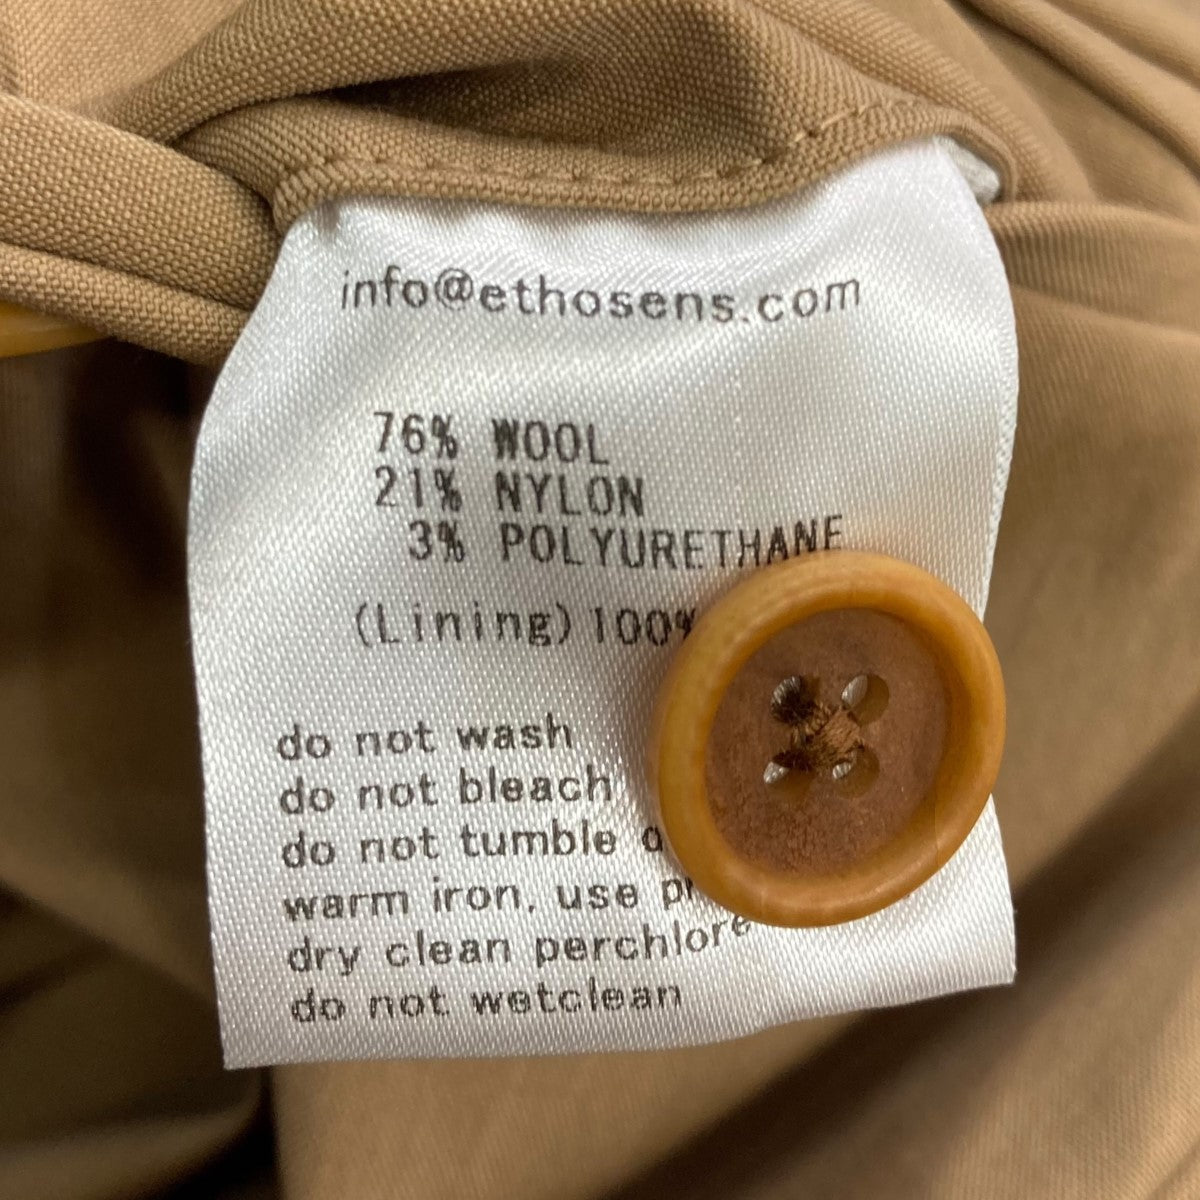 info@ethosens.com
76% WOOL
21% NYLON
3% POLYURETHANE
(Lining) 100%
do not wash
do not bleach
do not tumble
warm iron, use
dry clean
do not wetclean